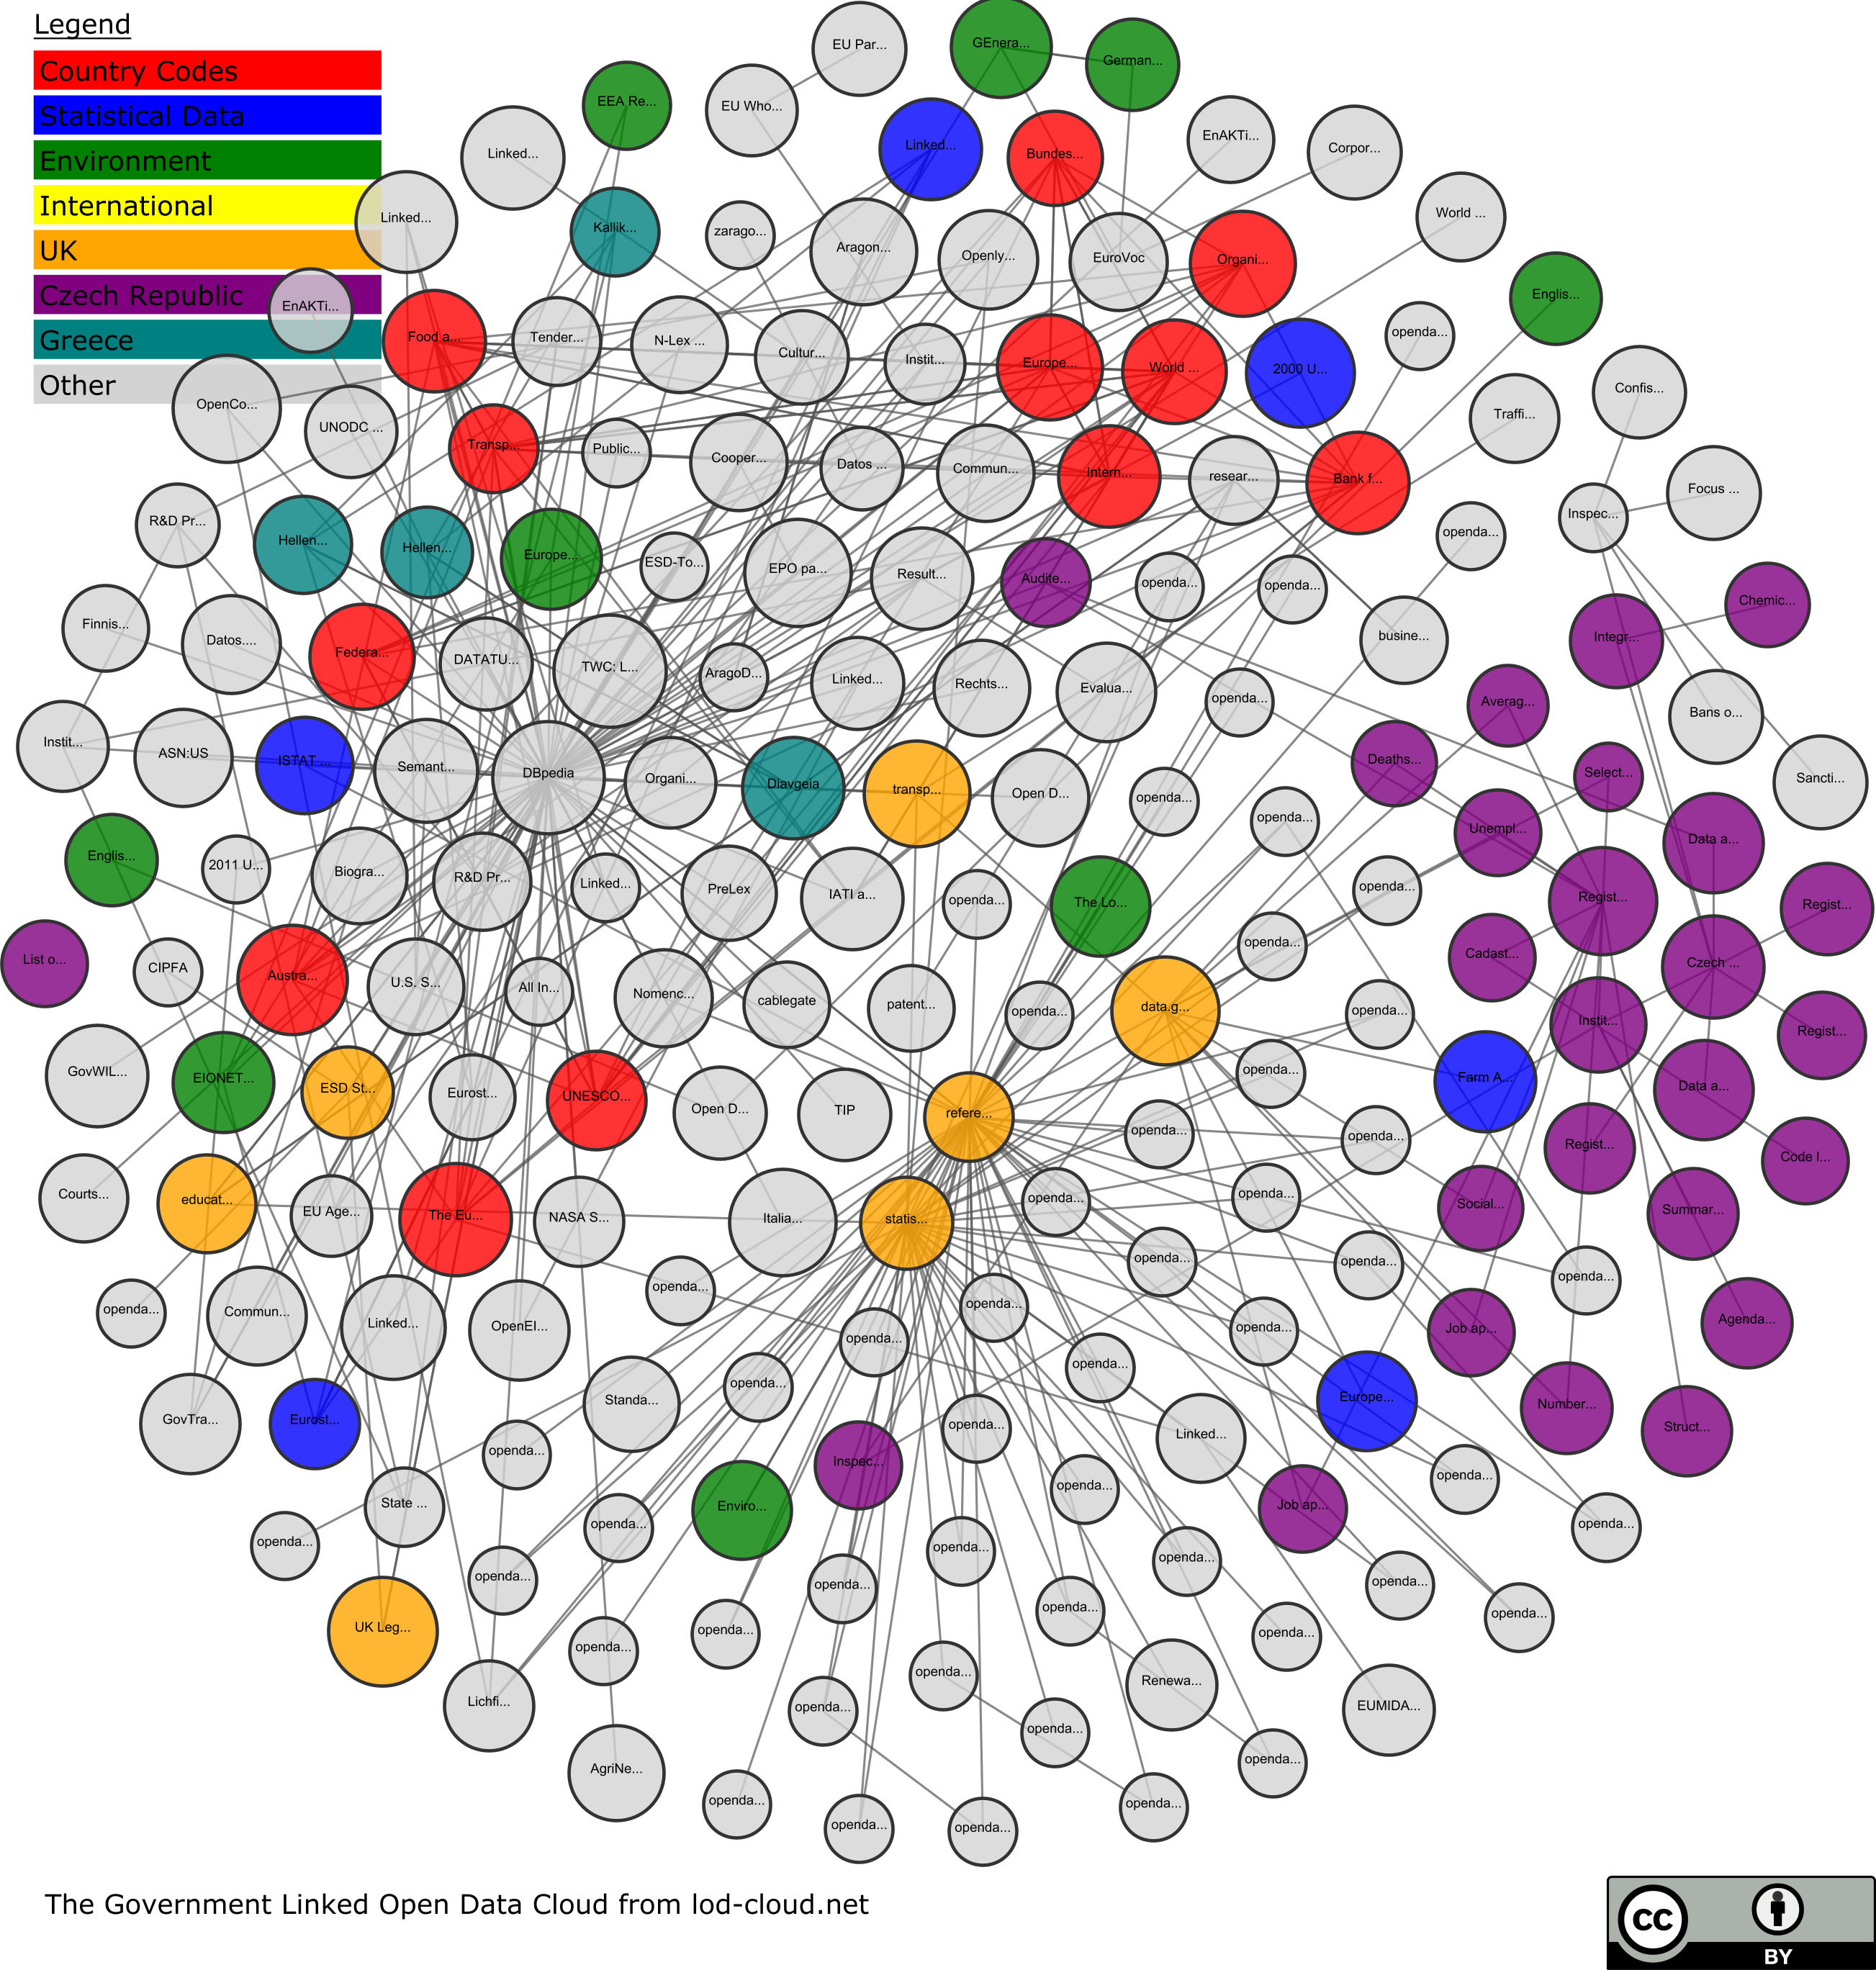 Legend
Country Codes
Statistical Data
Environment
International
UK
Czech Republic
Greece
Other
EU Par...
GEnera...
German...
EEA Re...
EU Who...
Linked...
Linked...
Bundes...
EnAKTi...
Corpor...
Linked...
Kallik...
zarago...
Aragon...
Openly...
EuroVoc
Organi...
World ...
EnAKTi...
Food a...
Tender...
N-Lex ...
Cultur...
Instit...
Europe...
World ...
2000 U...
openda...
Englis...
OpenCo...
UNODC ...
Transp...
Public...
Cooper...
Datos ...
Commun...
Intern...
resear...
Bank f...
Traffi...
Confis...
R&D Pr...
Hellen...
Hellen...
Europe...
ESD-To...
EPO pa...
Result...
Audite...
openda...
openda...
openda...
Inspec...
Focus ...
Finnis...
Datos....
Federa...
DATATU...
TWC: L...
AragoD...
Linked...
Rechts...
Evalua...
openda...
busine...
Integr...
Chemic...
Instit...
ASN:US
ISTAT ...
Semant...
DBpedia
Organi...
Diavgeia
transp...
Open D...
openda...
openda...
Deaths...
Averag...
Select...
Bans o...
Sancti...
Englis...
2011 U...
Biogra...
R&D Pr...
Linked...
PreLex
IATI a...
openda...
The Lo...
openda...
Unempl...
Regist...
Data a...
Regist...
List o...
CIPFA
Austra...
U.S. S...
All In...
Nomenc...
cablegate
patent...
openda...
data.g...
openda...
openda...
Cadast...
Czech ...
Instit...
Regist...
GovWIL...
EIONET...
ESD St...
Eurost...
UNESCO...
Open D...
TIP
refere...
openda...
openda...
openda...
Farm A...
Data a...
Regist...
Code l...
Courts...
educat...
EU Age...
The Eu...
NASA S...
Italia...
statis...
openda...
openda...
Social...
Summar...
openda...
Commun...
Linked...
OpenEI...
openda...
openda...
openda...
openda...
openda...
openda...
openda...
Job ap...
Agenda...
GovTra...
Eurost...
Standa...
openda...
openda...
openda...
Linked...
Europe...
Number...
Struct...
State ...
openda...
openda...
Enviro...
Inspec...
openda...
Job ap...
openda...
openda...
openda...
openda...
openda...
openda...
openda...
openda...
UK Leg...
openda...
openda...
openda...
openda...
openda...
Lichfi...
openda...
openda...
openda...
Renewa...
EUMIDA...
AgriNe...
openda...
openda...
openda...
openda...
openda...
The Government Linked Open Data Cloud from lod-cloud.net
CC
BY